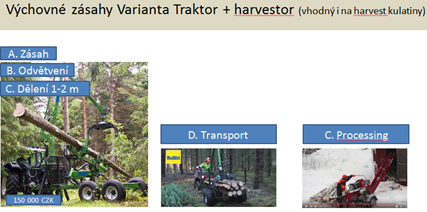 Výchovné zásahy Varianta Traktor + harvestor (vhodný i na harvest kulatiny)
A. Zásah
B. Odvětvení
C. Dělení 1-2 m
D. Transport
C. Processing
150 000 CZK